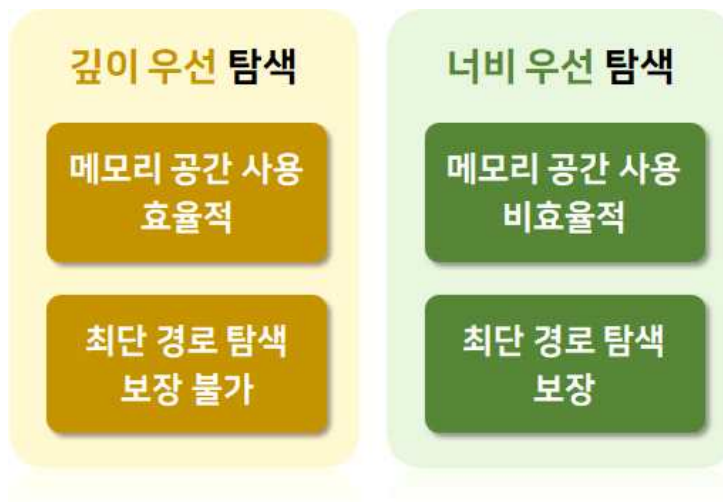 깊이 우선 탐색
메모리 공간 사용
효율적
최단 경로 탐색
보장 불가
너비 우선 탐색
메모리 공간 사용
비효율적
최단 경로 탐색
보장